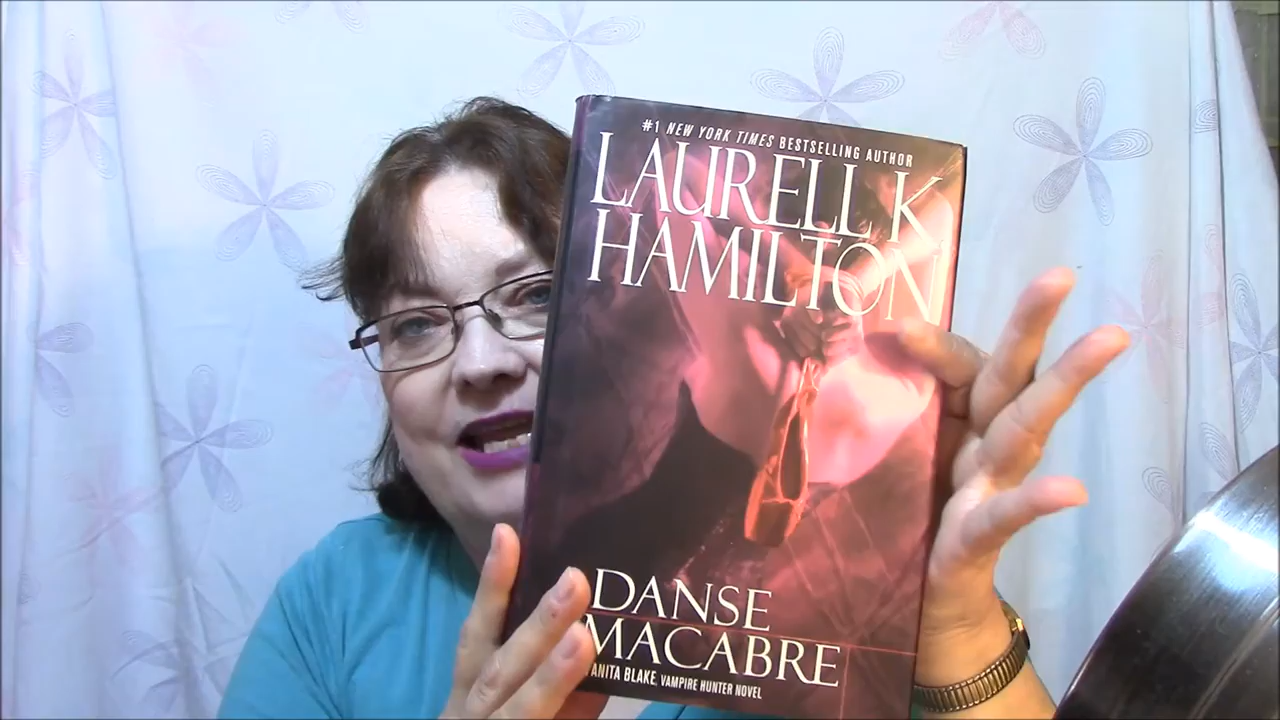 #1 NEW YORK TIMES BESTSELLING AUTHOR
LAURELL K.
HAMILTON
DANSE
MACABRE
ANITA BLAKE, VAMPIRE HUNTER NOVEL